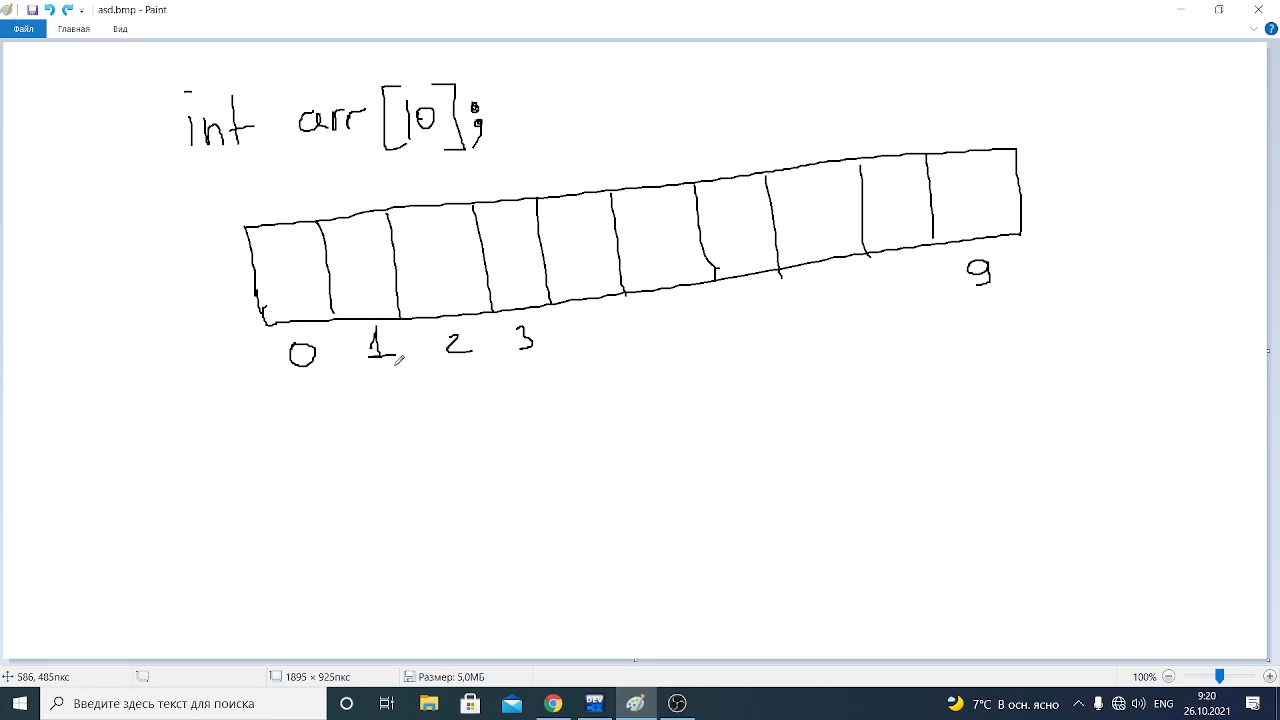 asd.bmp - Paint
Файл Главная Вид
int arr [10];
9
0 1 2 3
586, 485пкс 1895 × 925пкс Размер: 5,0МБ 100%
Введите здесь текст для поиска DEV 7°C В осн. ясно ENG 9:20
26.10.2021